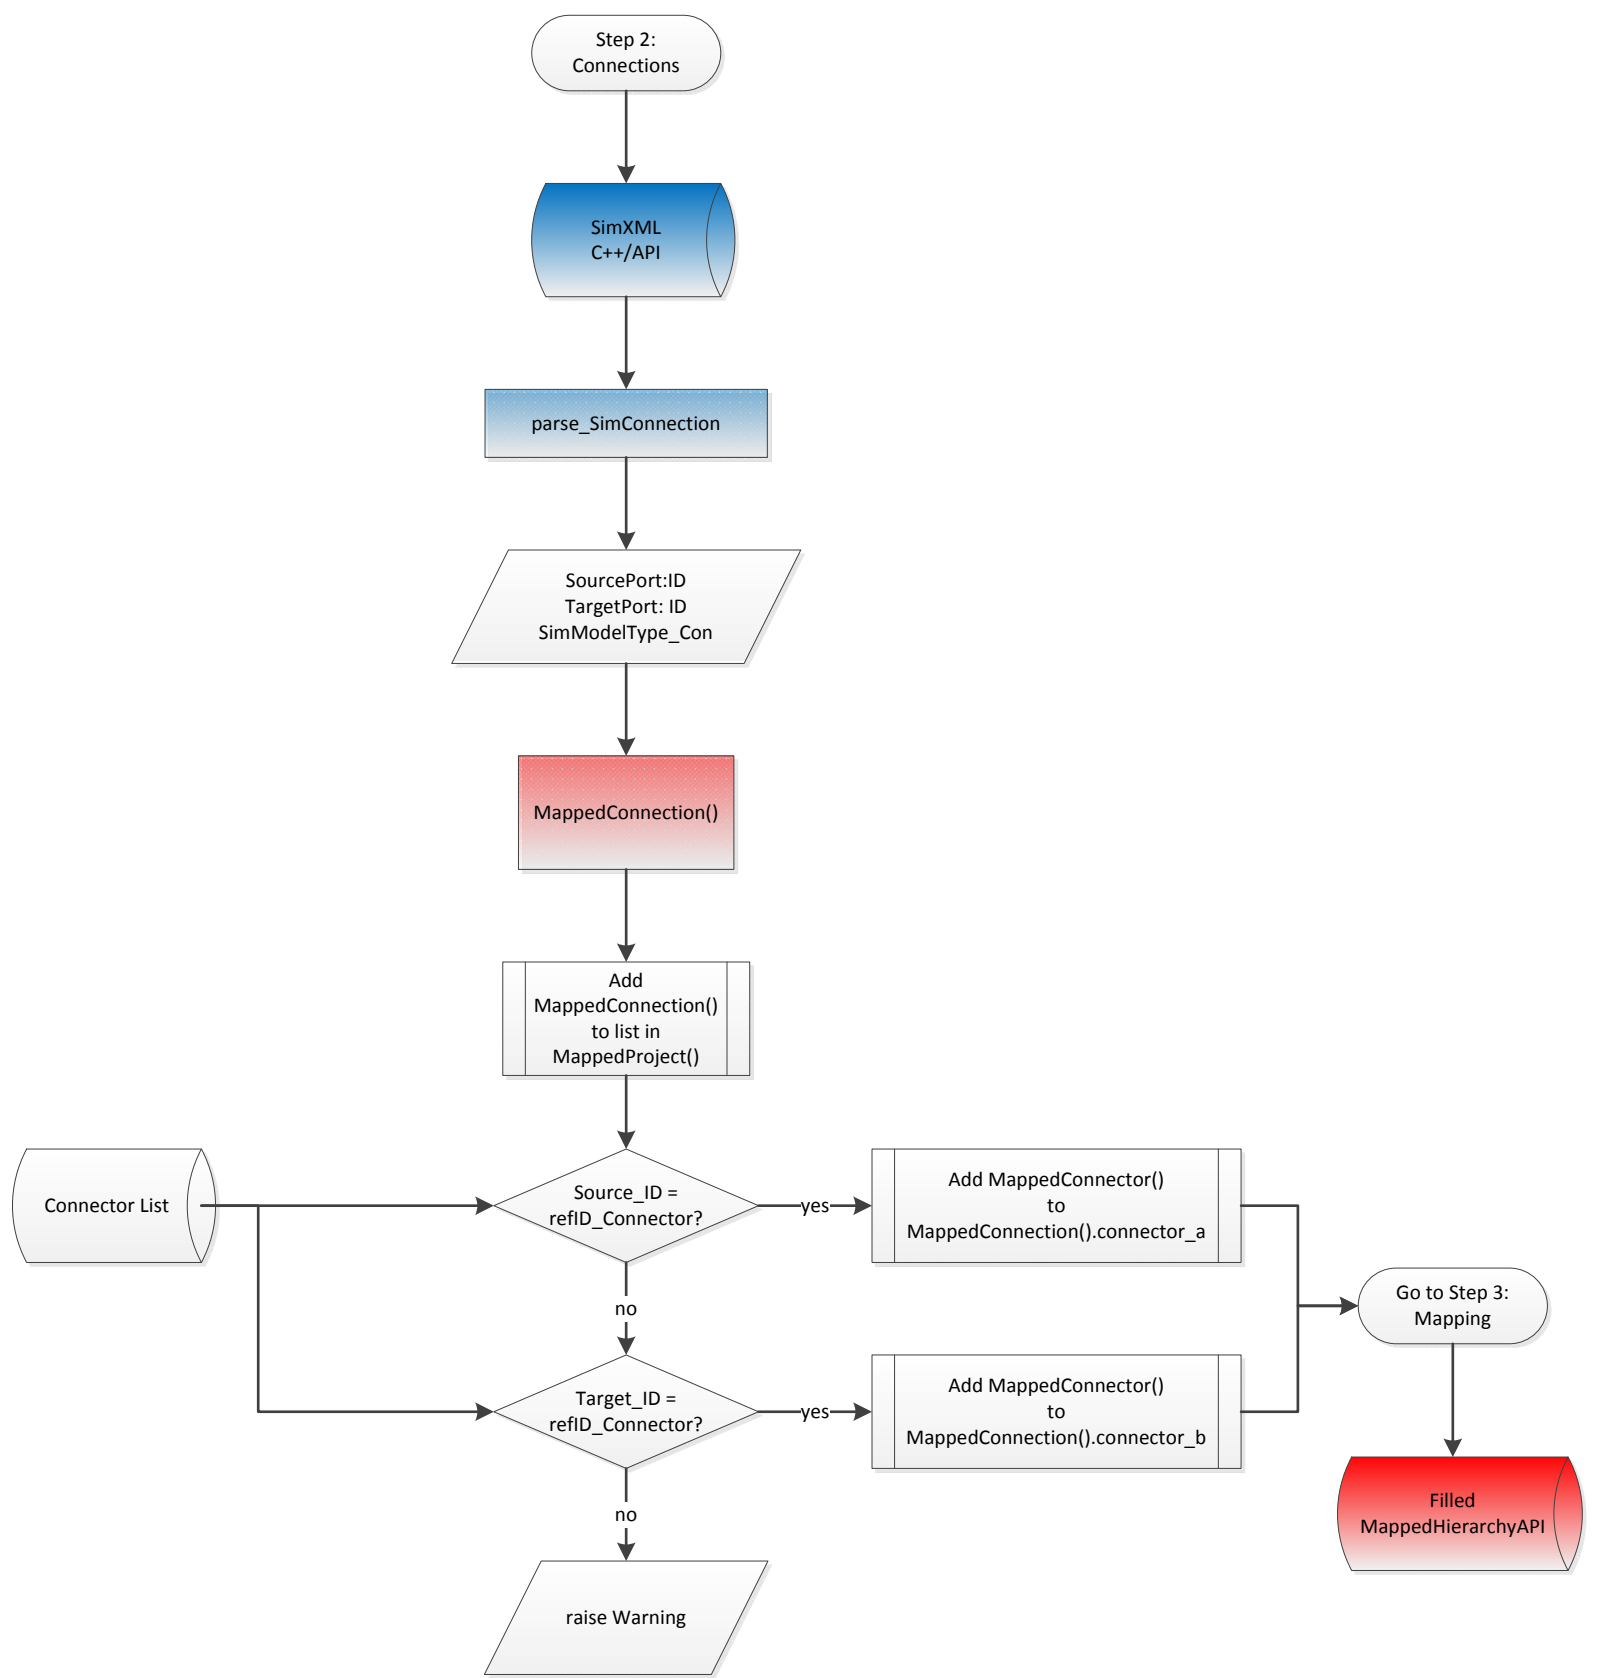 Step 2:
Connections
SimXML
C++/API
parse_SimConnection
SourcePort:ID
TargetPort: ID
SimModelType_Con
MappedConnection()
Add
MappedConnection()
to list in
MappedProject()
Connector List
Source_ID =
refID_Connector?
yes
Add MappedConnector()
to
MappedConnection().connector_a
no
Go to Step 3:
Mapping
Target_ID =
refID_Connector?
yes
Add MappedConnector()
to
MappedConnection().connector_b
no
Filled
MappedHierarchyAPI
raise Warning